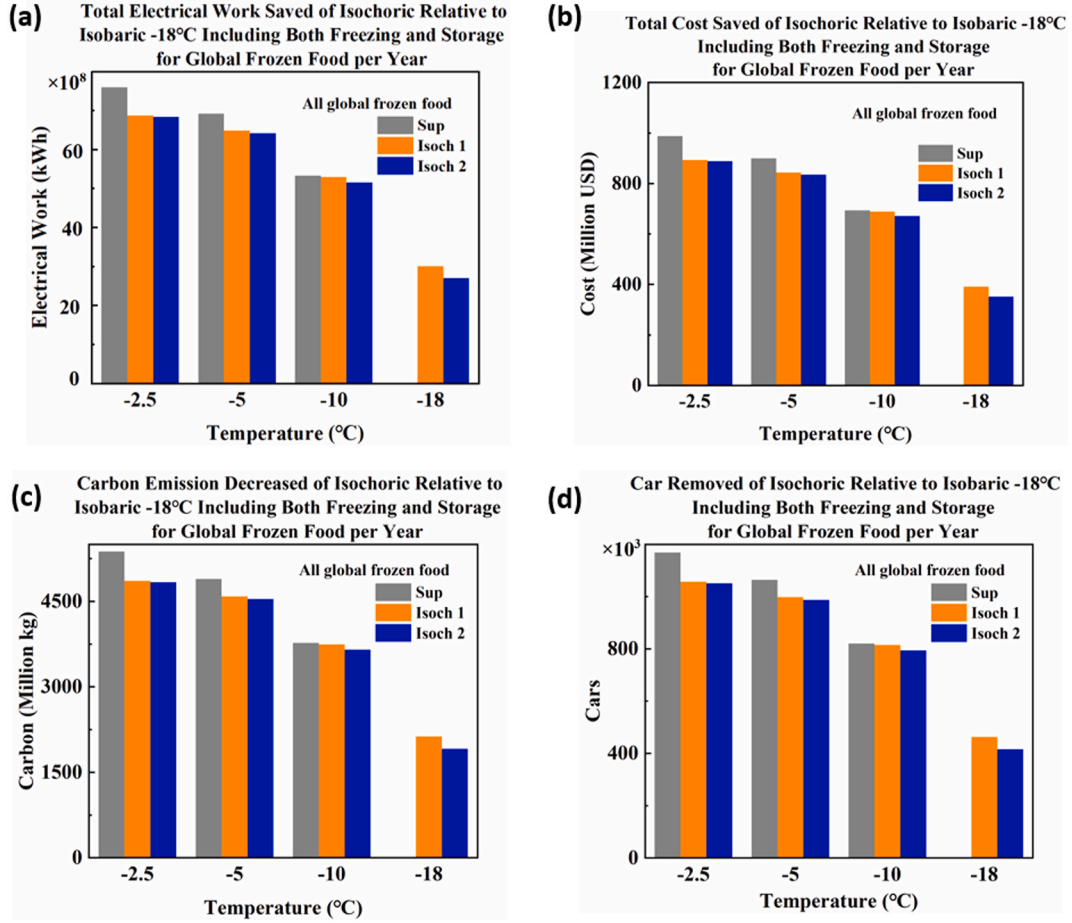 (a)
Total Electrical Work Saved of Isochoric Relative to
Isobaric -18℃ Including Both Freezing and Storage
for Global Frozen Food per Year
×10⁸
All global frozen food
Sup
Isoch 1
Isoch 2
60
40
20
0
Electrical Work (kWh)
-2.5 -5 -10 -18
Temperature (℃)
(b)
Total Cost Saved of Isochoric Relative to Isobaric -18℃
Including Both Freezing and Storage
for Global Frozen Food per Year
1200
All global frozen food
Sup
Isoch 1
Isoch 2
800
400
0
Cost (Million USD)
-2.5 -5 -10 -18
Temperature (℃)
(c)
Carbon Emission Decreased of Isochoric Relative to
Isobaric -18℃ Including Both Freezing and Storage
for Global Frozen Food per Year
All global frozen food
Sup
Isoch 1
Isoch 2
4500
3000
1500
0
Carbon (Million kg)
-2.5 -5 -10 -18
Temperature (℃)
(d)
Car Removed of Isochoric Relative to Isobaric -18℃
Including Both Freezing and Storage
for Global Frozen Food per Year
×10³
All global frozen food
Sup
Isoch 1
Isoch 2
800
400
0
Cars
-2.5 -5 -10 -18
Temperature (℃)